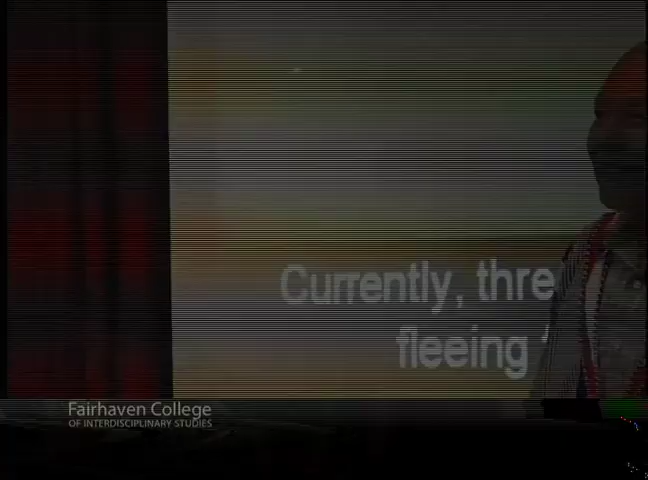 Currently, thre
fleeing
Fairhaven College
OF INTERDISCIPLINARY STUDIES